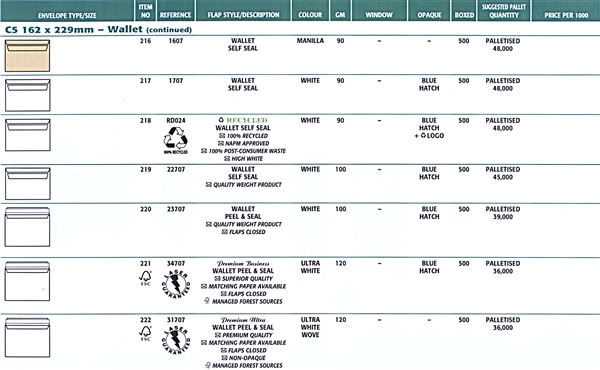 ENVELOPE TYPE/SIZE ITEM NO REFERENCE FLAP STYLE/DESCRIPTION COLOUR GM WINDOW OPAQUE BOXED SUGGESTED PALLET QUANTITY PRICE PER 1000
C5 162 x 229mm – Wallet (continued)
216 1607 WALLET MANILLA 90 – – 500 PALLETISED
SELF SEAL 48,000
217 1707 WALLET WHITE 90 – BLUE 500 PALLETISED
SELF SEAL HATCH 48,000
218 RD024 RECYCLED WHITE 90 – BLUE 500 PALLETISED
WALLET SELF SEAL HATCH 48,000
100% RECYCLED + LOGO
NAPM APPROVED
100% RECYCLED 100% POST-CONSUMER WASTE
HIGH WHITE
219 22707 WALLET WHITE 100 – BLUE 500 PALLETISED
SELF SEAL HATCH 45,000
QUALITY WEIGHT PRODUCT
220 23707 WALLET WHITE 100 – BLUE 500 PALLETISED
PEEL & SEAL HATCH 39,000
QUALITY WEIGHT PRODUCT
FLAPS CLOSED
221 34707 Premium Business ULTRA 120 – BLUE 500 PALLETISED
WALLET PEEL & SEAL WHITE HATCH 36,000
SUPERIOR QUALITY
FSC LASER GUARANTEED MATCHING PAPER AVAILABLE
FLAPS CLOSED
MANAGED FOREST SOURCES
222 31707 Premium Ultra ULTRA 120 – – 500 PALLETISED
WALLET PEEL & SEAL WHITE 36,000
PREMIUM QUALITY WOVE
FSC LASER GUARANTEED MATCHING PAPER AVAILABLE
FLAPS CLOSED
NON-OPAQUE
MANAGED FOREST SOURCES